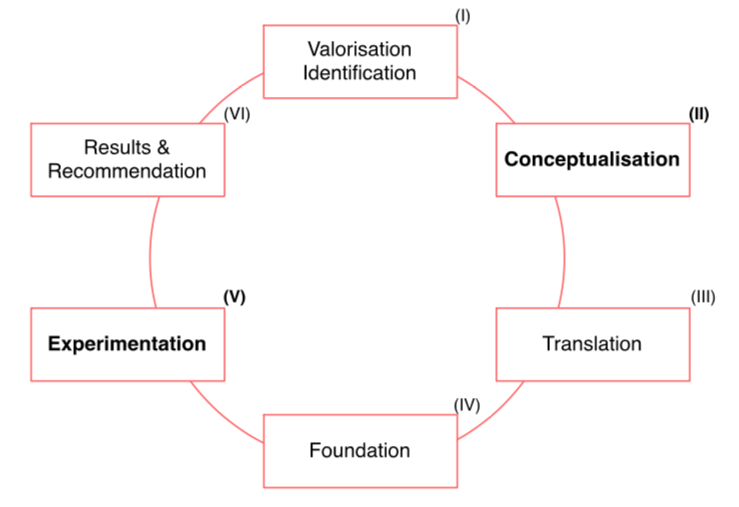 (I)
Valorisation
Identification
(II)
Conceptualisation
(III)
Translation
(IV)
Foundation
(V)
Experimentation
(VI)
Results &
Recommendation